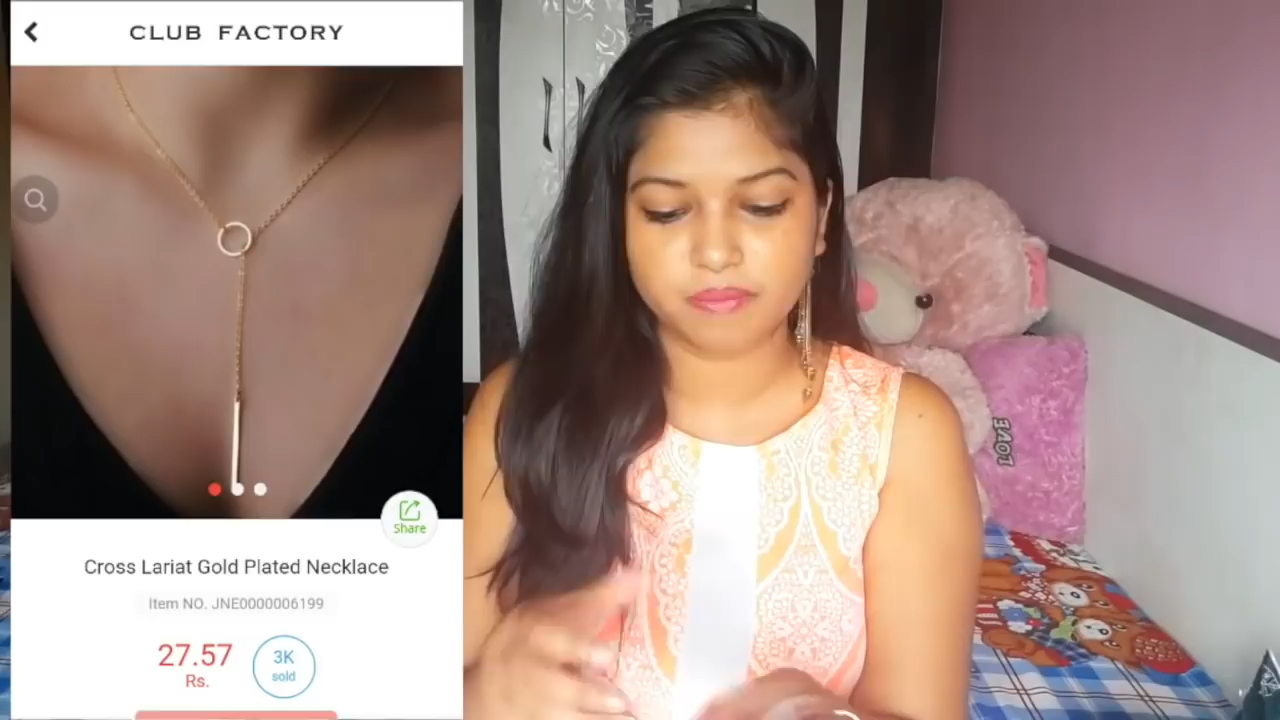 CLUB FACTORY
Share
Cross Lariat Gold Plated Necklace
Item NO. JNE0000006199
27.57
Rs.
3K
sold
LOVE